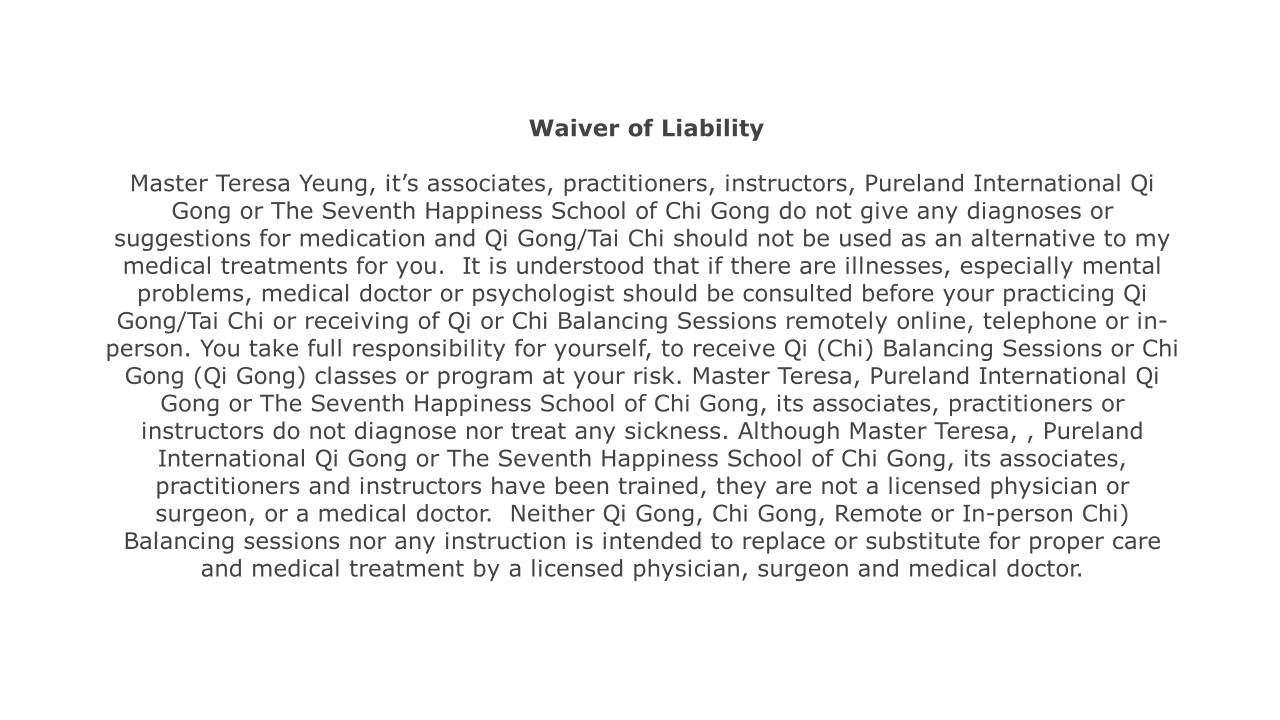 Waiver of Liability
Master Teresa Yeung, it’s associates, practitioners, instructors, Pureland International Qi
Gong or The Seventh Happiness School of Chi Gong do not give any diagnoses or
suggestions for medication and Qi Gong/Tai Chi should not be used as an alternative to my
medical treatments for you.  It is understood that if there are illnesses, especially mental
problems, medical doctor or psychologist should be consulted before your practicing Qi
Gong/Tai Chi or receiving of Qi or Chi Balancing Sessions remotely online, telephone or in-
person. You take full responsibility for yourself, to receive Qi (Chi) Balancing Sessions or Chi
Gong (Qi Gong) classes or program at your risk. Master Teresa, Pureland International Qi
Gong or The Seventh Happiness School of Chi Gong, its associates, practitioners or
instructors do not diagnose nor treat any sickness. Although Master Teresa, , Pureland
International Qi Gong or The Seventh Happiness School of Chi Gong, its associates,
practitioners and instructors have been trained, they are not a licensed physician or
surgeon, or a medical doctor.  Neither Qi Gong, Chi Gong, Remote or In-person Chi)
Balancing sessions nor any instruction is intended to replace or substitute for proper care
and medical treatment by a licensed physician, surgeon and medical doctor.